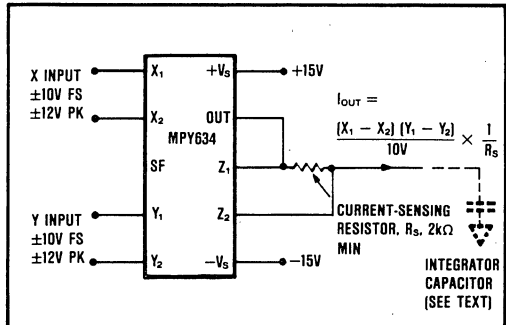 X INPUT
±10V FS
±12V PK
X₁
X₂
SF
Y INPUT
±10V FS
±12V PK
Y₁
Y₂
MPY634
+Vₛ
OUT
Z₁
Z₂
−Vₛ
+15V
−15V
I_OUT =
(X₁ − X₂) (Y₁ − Y₂)
10V
× 1
Rₛ
CURRENT-SENSING
RESISTOR, Rₛ, 2kΩ
MIN
INTEGRATOR
CAPACITOR
(SEE TEXT)